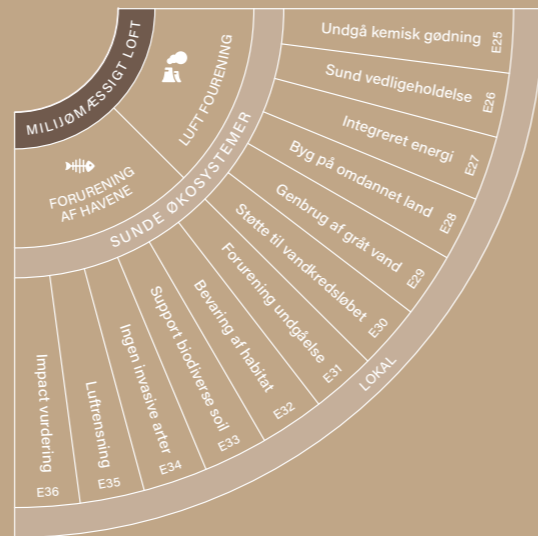 MILIJØMÆSSIGT LOFT
LUFT FOURENING
FORURENING
AF HAVENE
SUNDE ØKOSYSTEMER
Undgå kemisk gødning E25
Sund vedligeholdelse E26
Integreret energi E27
Byg på omdannet land E28
Genbrug af gråt vand E29
Støtte til vandkredsløbet E30
Forurening undgåelse E31
Bevaring af habitat E32
Support biodiverse soil E33
Ingen invasive arter E34
Luftrensning E35
Impact vurdering E36
LOKAL